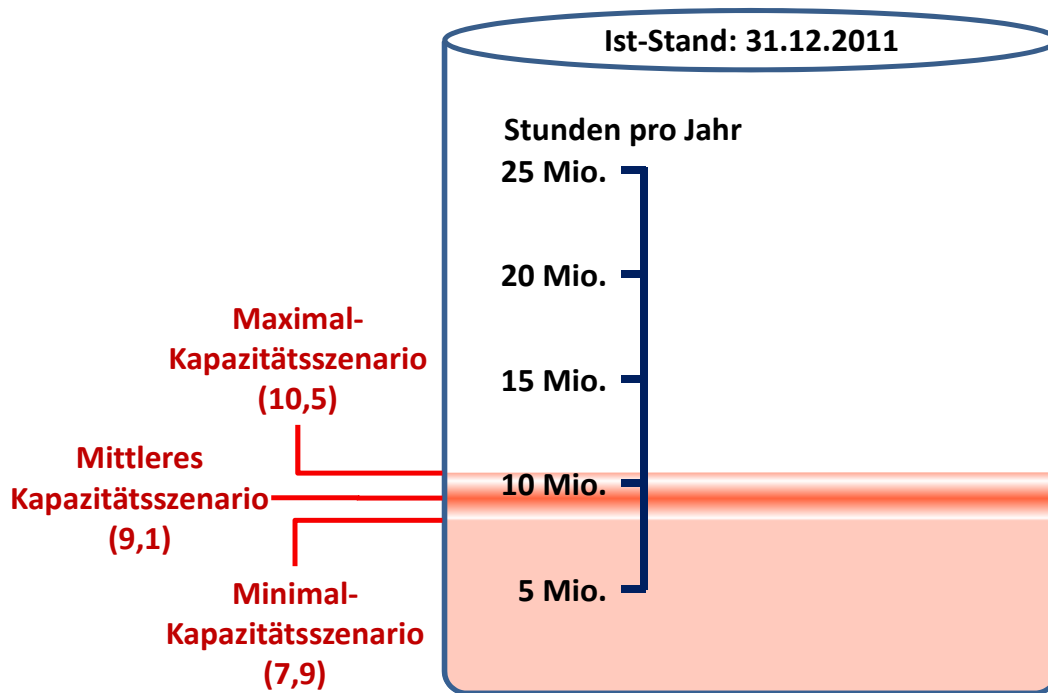 Ist-Stand: 31.12.2011
Stunden pro Jahr
25 Mio.
20 Mio.
15 Mio.
10 Mio.
5 Mio.
Maximal-
Kapazitätsszenario
(10,5)
Mittleres
Kapazitätsszenario
(9,1)
Minimal-
Kapazitätsszenario
(7,9)